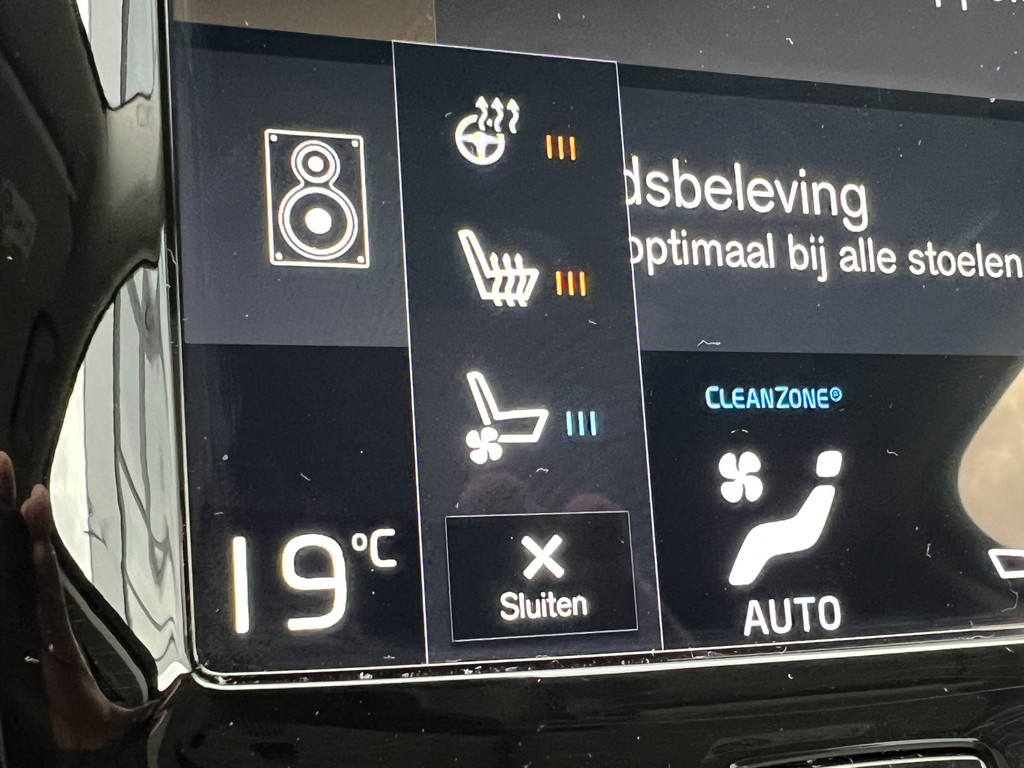 dsbeleving
optimaal bij alle stoelen
CLEANZONE®
19 °C
Sluiten
AUTO